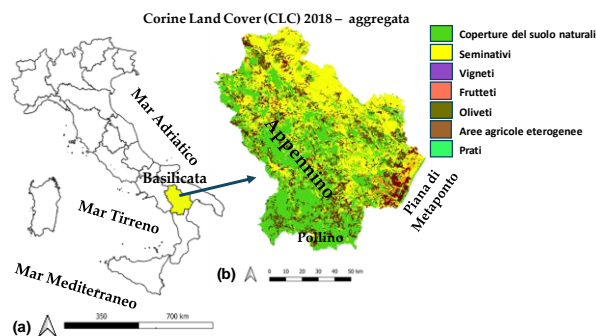 Corine Land Cover (CLC) 2018 – aggregata
Coperture del suolo naturali
Seminativi
Vigneti
Frutteti
Oliveti
Aree agricole eterogenee
Prati
Mar Adriatico
Basilicata
Mar Tirreno
Mar Mediterraneo
Appennino
Pollino
Piana di
Metaponto
(b)
0 10 20 30 40 50 km
(a)
350 700 km